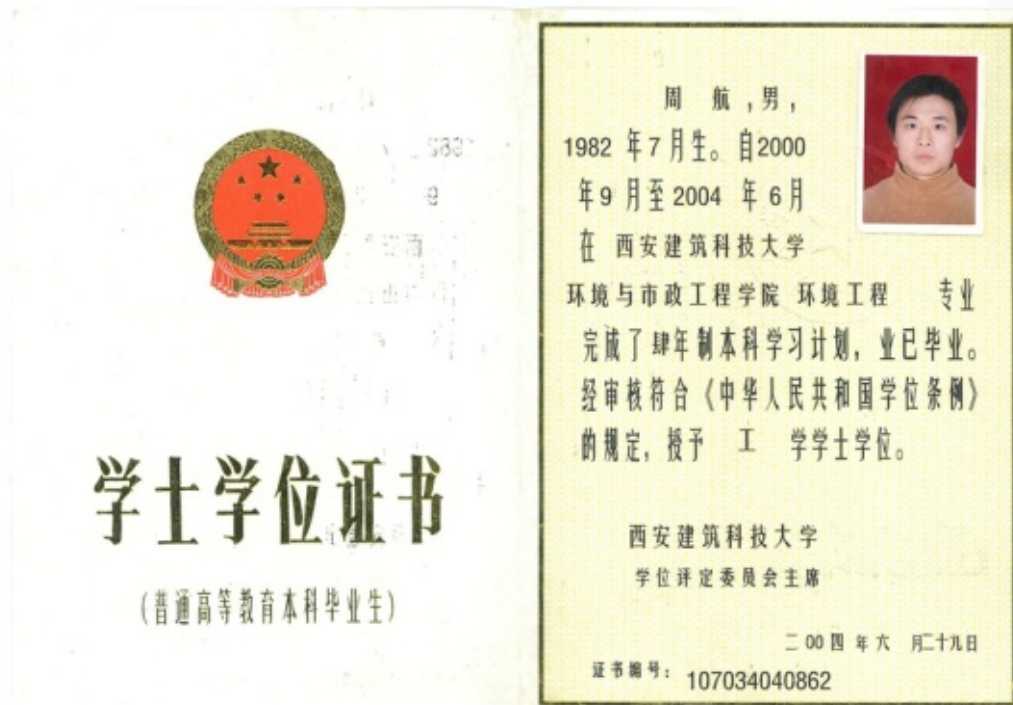 学士学位证书
(普通高等教育本科毕业生)
周 航 ,男,
1982 年 7 月生。自2000
年 9 月至 2004 年 6 月
在 西安建筑科技大学
环境与市政工程学院 环境工程 专业
完成了肆年制本科学习计划，业已毕业。
经审核符合《中华人民共和国学位条例》
的规定，授予 工 学学士学位。
西安建筑科技大学
学位评定委员会主席
二00四 年 六 月二十九日
证书编号: 107034040862